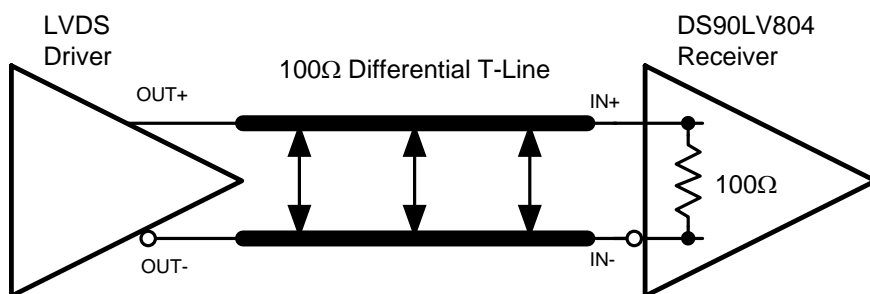 LVDS
Driver
DS90LV804
Receiver
100Ω Differential T-Line
OUT+
IN+
100Ω
OUT-
IN-